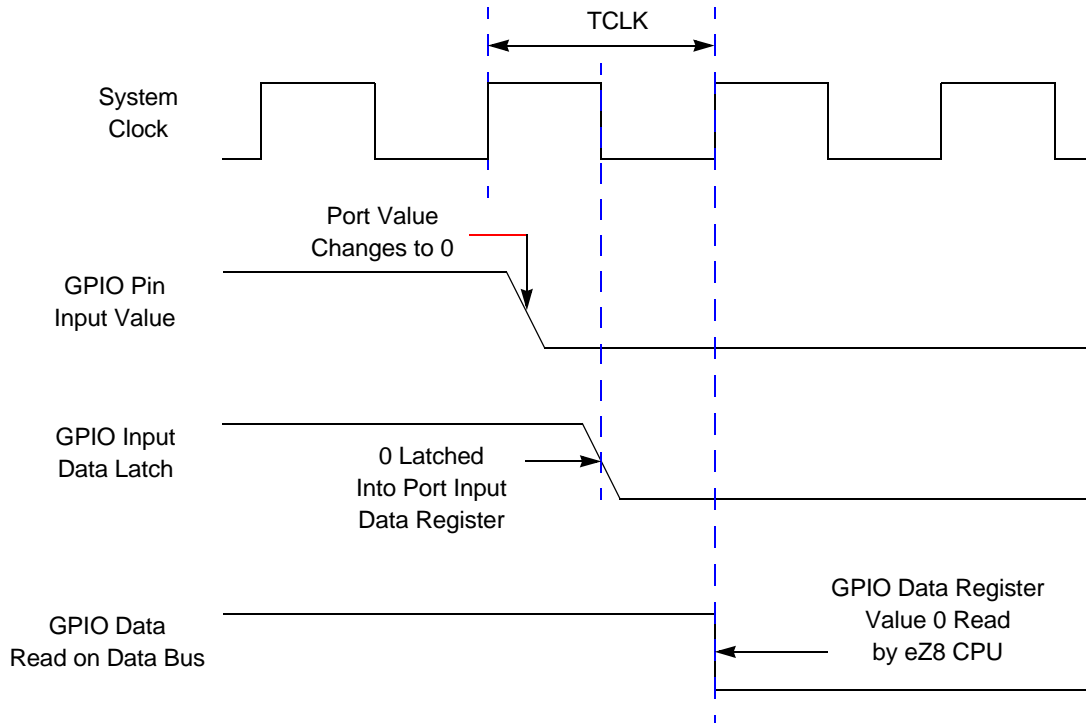 TCLK
System
Clock
Port Value
Changes to 0
GPIO Pin
Input Value
GPIO Input
Data Latch
0 Latched
Into Port Input
Data Register
GPIO Data
Read on Data Bus
GPIO Data Register
Value 0 Read
by eZ8 CPU